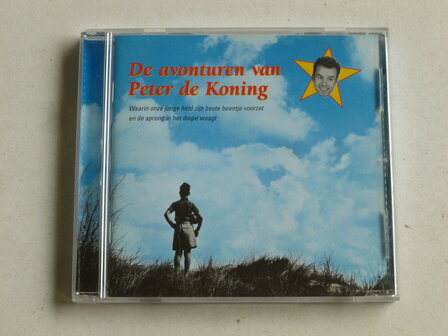 De avonturen van
Peter de Koning
Waarin onze jonge held zijn beste beentje voorzet
en de sprong in het diepe waagt